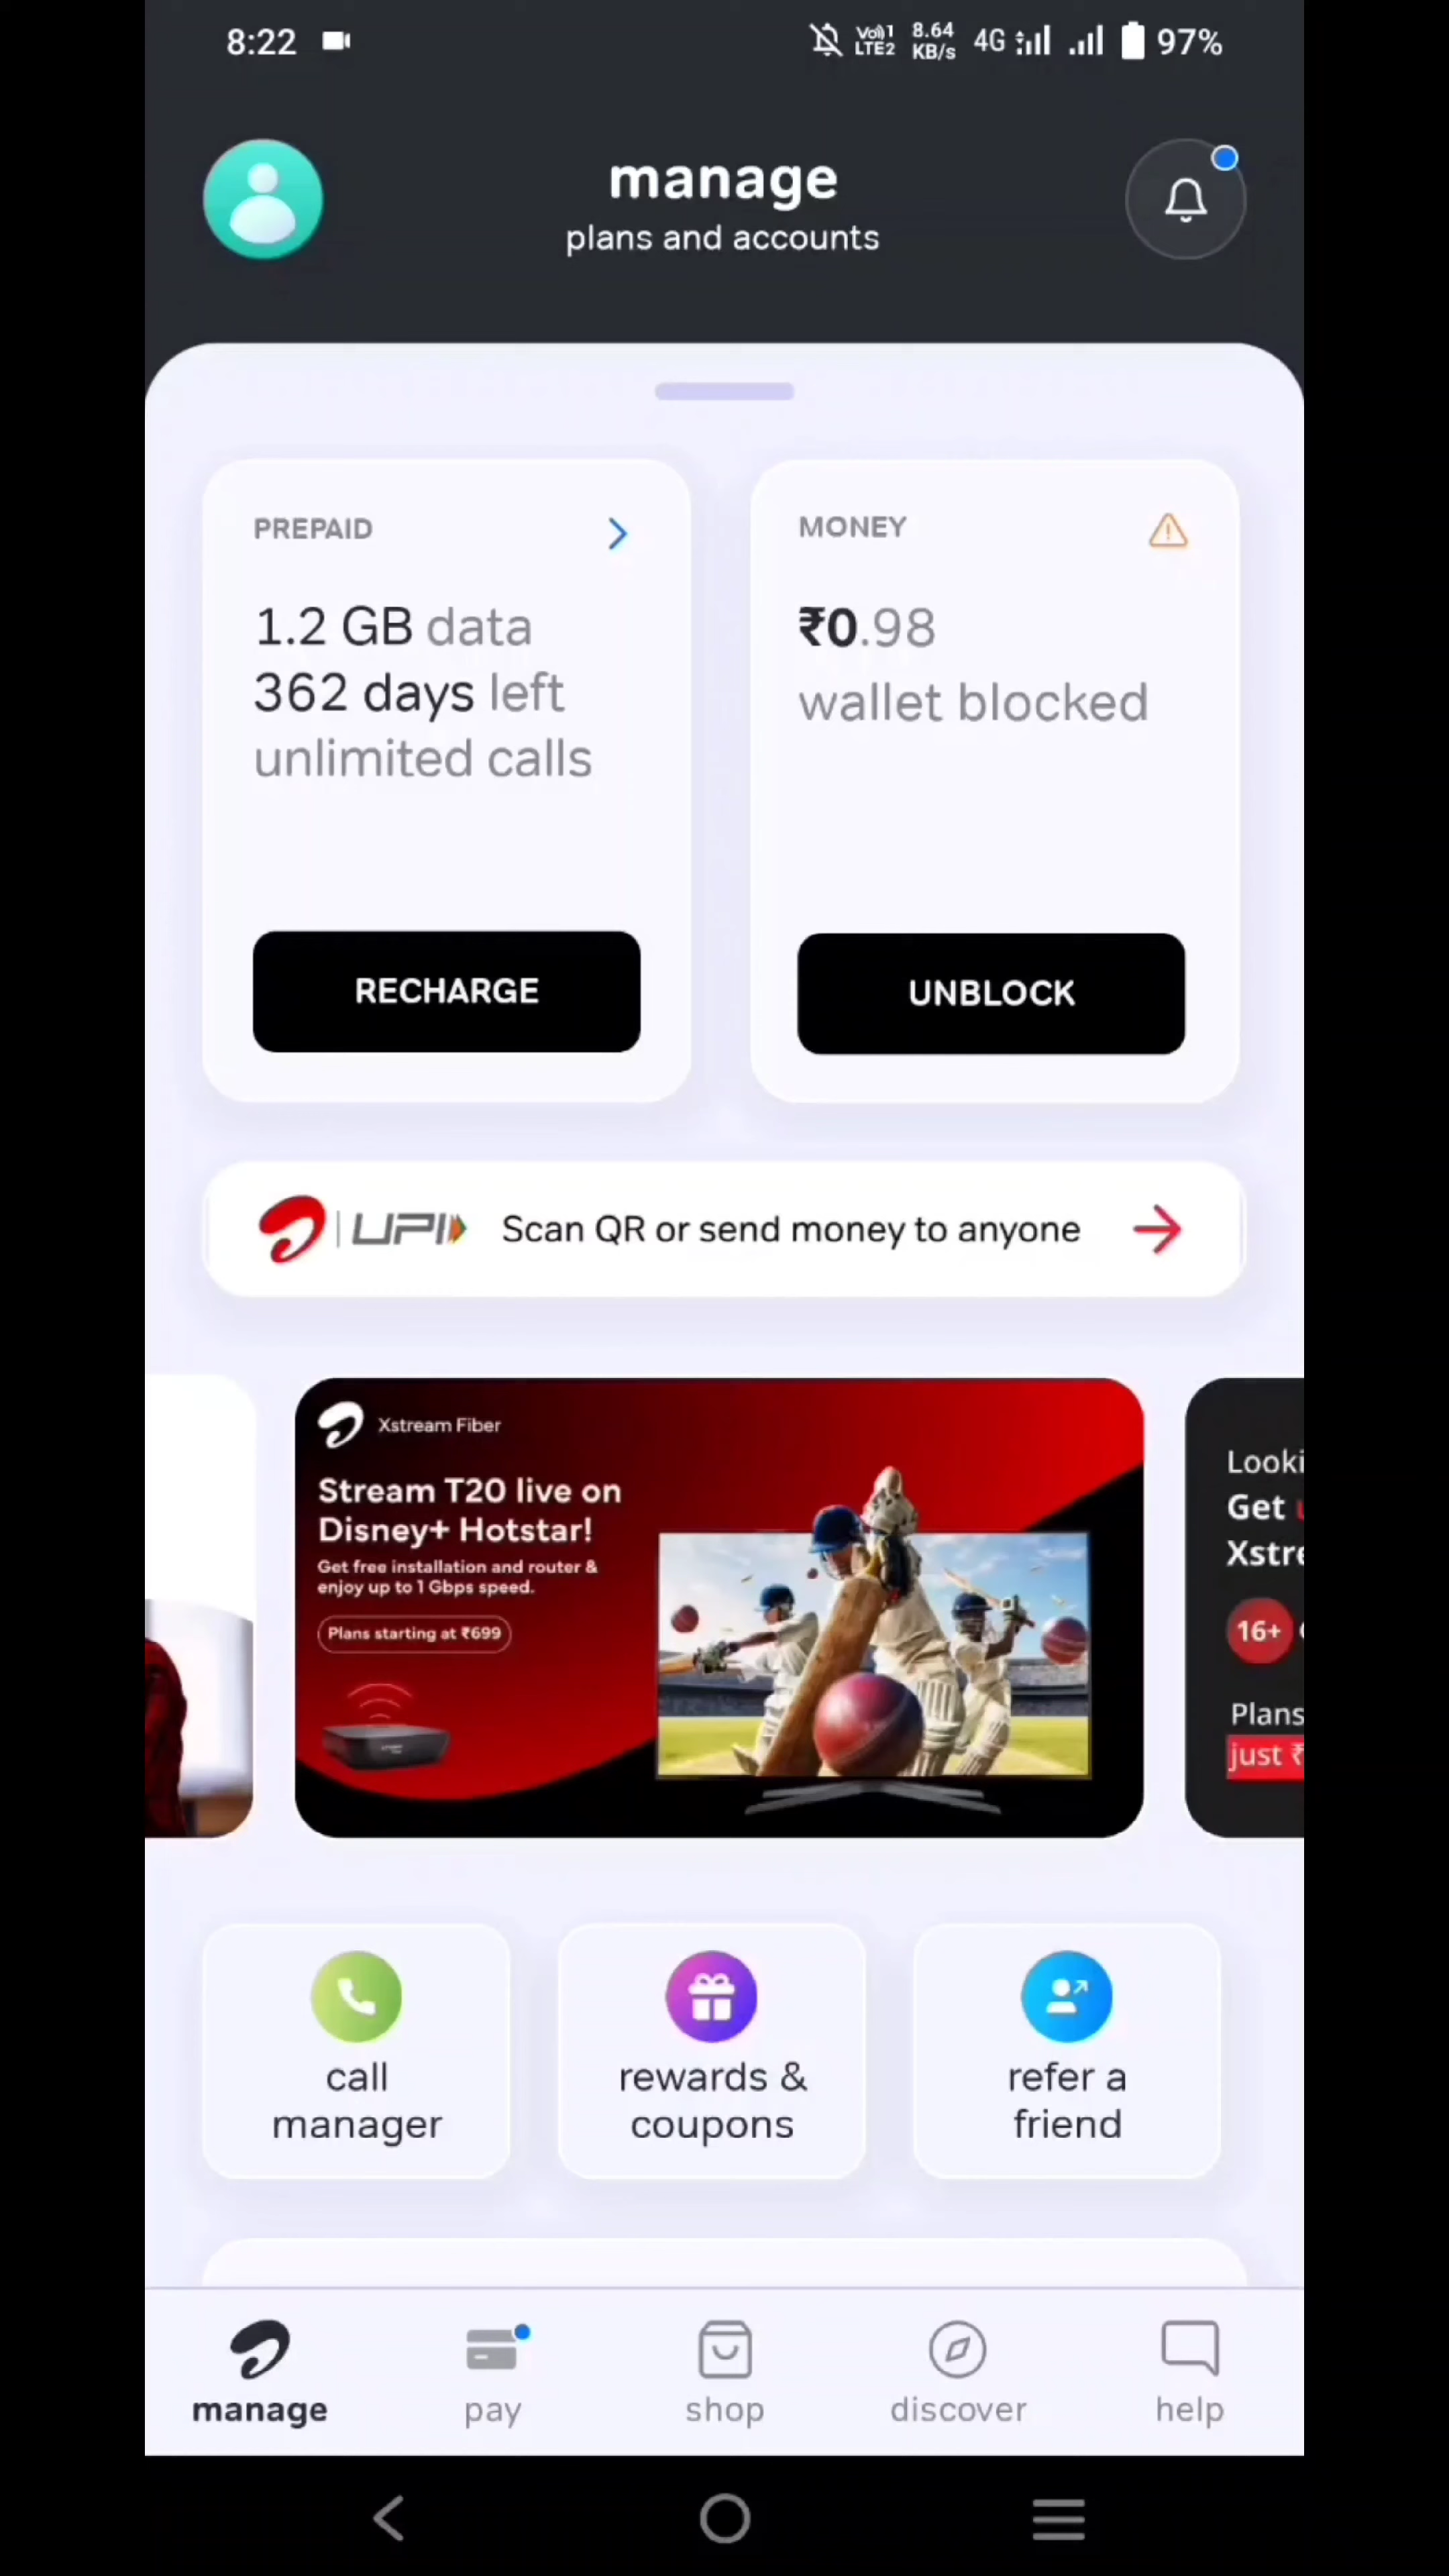 8:22
Vo))1 LTE2 8.64 KB/s 4G 97%
manage
plans and accounts
PREPAID
1.2 GB data
362 days left
unlimited calls
RECHARGE
MONEY
₹0.98
wallet blocked
UNBLOCK
UPI Scan QR or send money to anyone
Xstream Fiber
Stream T20 live on
Disney+ Hotstar!
Get free installation and router &
enjoy up to 1 Gbps speed.
Plans starting at ₹699
Looki
Get
Xstre
16+
Plans
just ₹
call
manager
rewards &
coupons
refer a
friend
manage
pay
shop
discover
help